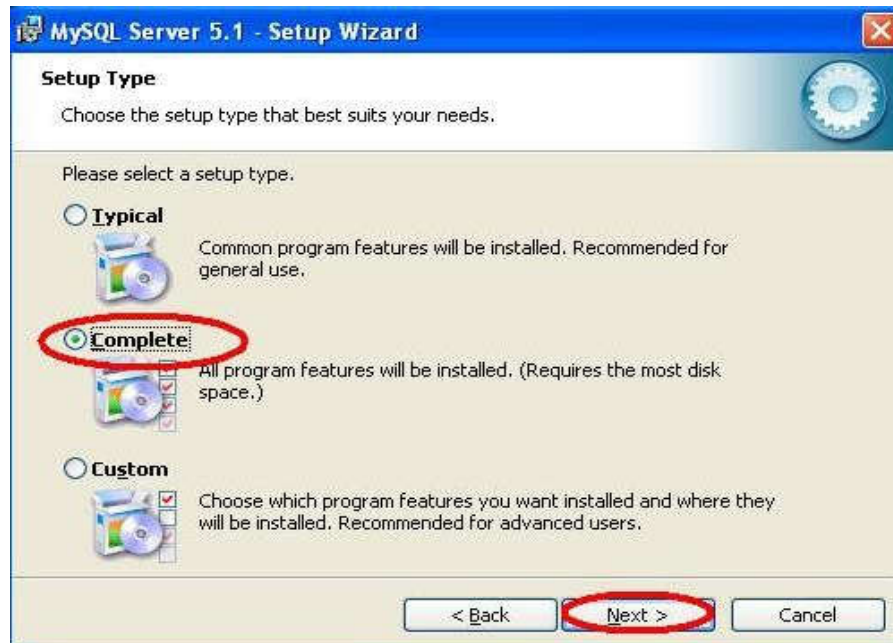 MySQL Server 5.1 - Setup Wizard
Setup Type
Choose the setup type that best suits your needs.
Please select a setup type.
Typical
Common program features will be installed. Recommended for
general use.
Complete
All program features will be installed. (Requires the most disk
space.)
Custom
Choose which program features you want installed and where they
will be installed. Recommended for advanced users.
< Back
Next >
Cancel